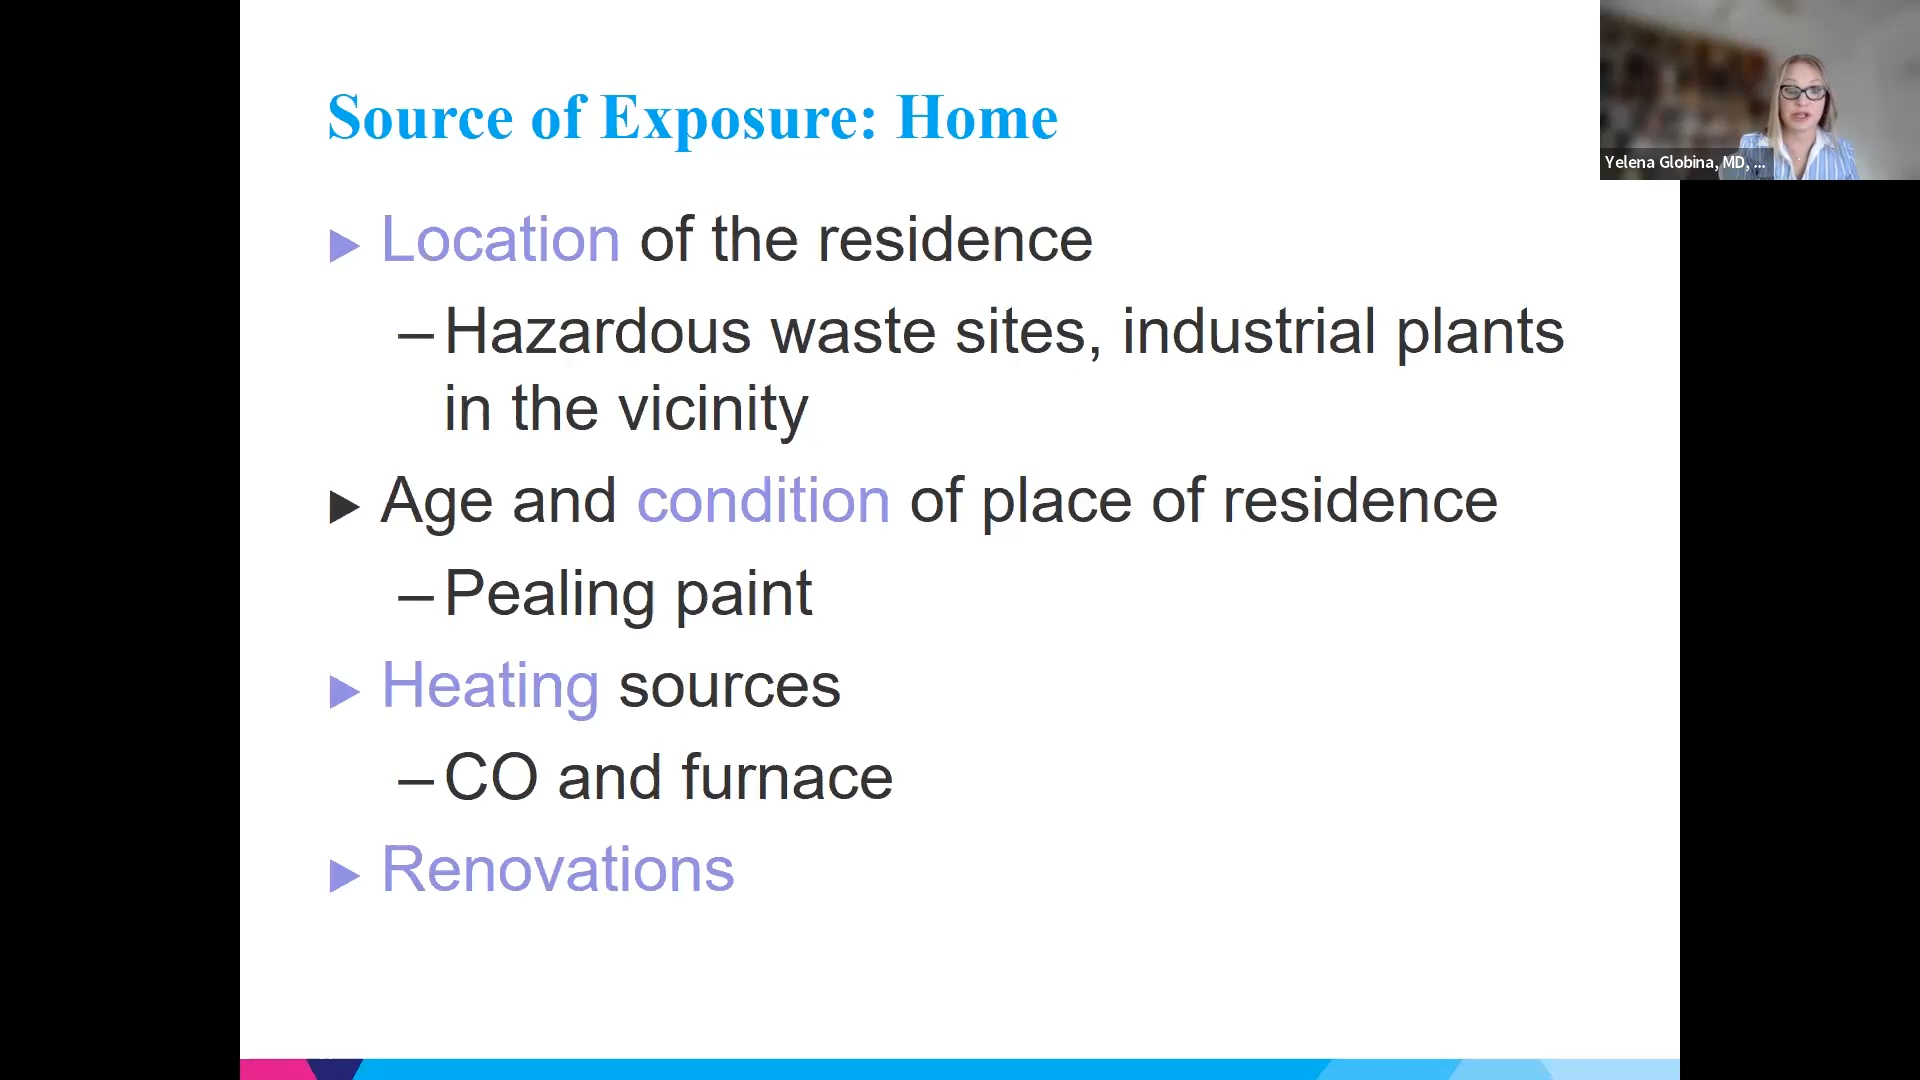 Source of Exposure: Home
Yelena Globina, MD, ...
► Location of the residence
– Hazardous waste sites, industrial plants
in the vicinity
► Age and condition of place of residence
– Pealing paint
► Heating sources
– CO and furnace
► Renovations